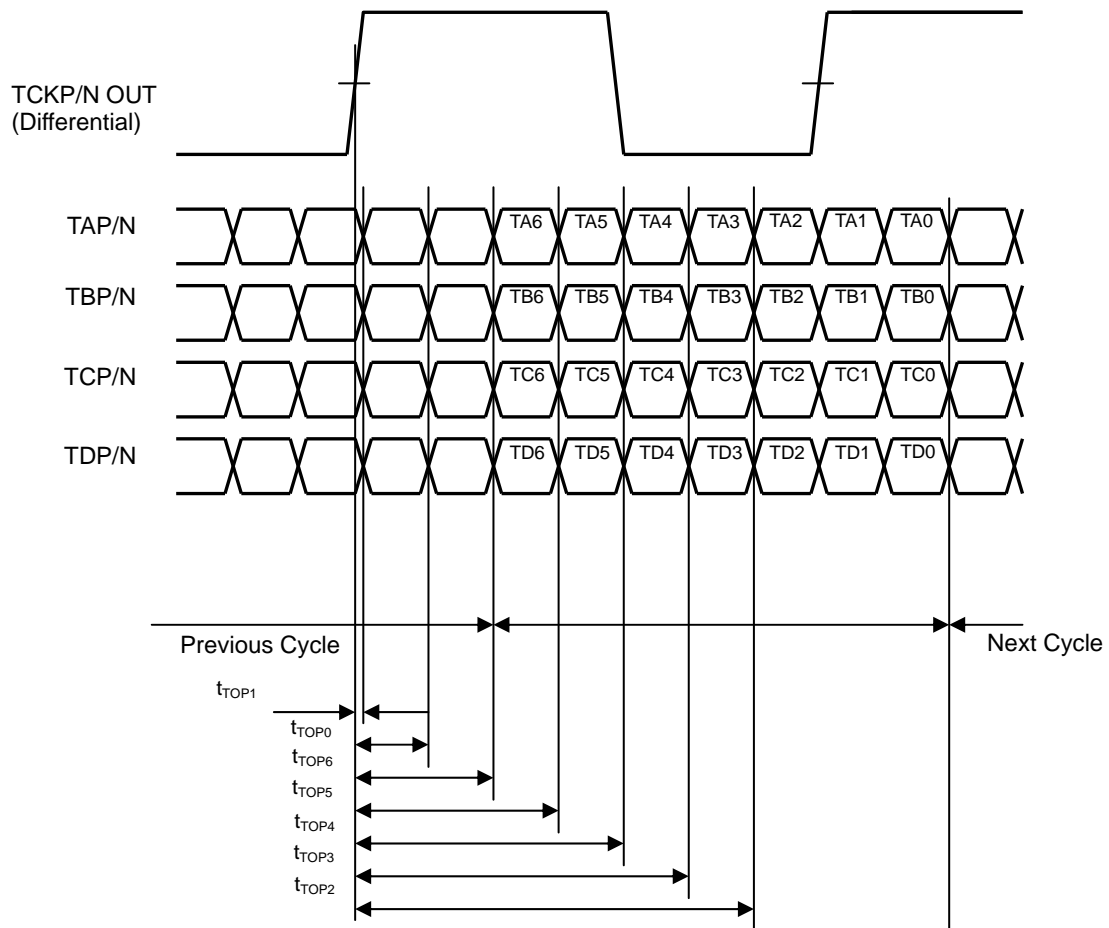 TCKP/N OUT
(Differential)
TAP/N
TA6 TA5 TA4 TA3 TA2 TA1 TA0
TBP/N
TB6 TB5 TB4 TB3 TB2 TB1 TB0
TCP/N
TC6 TC5 TC4 TC3 TC2 TC1 TC0
TDP/N
TD6 TD5 TD4 TD3 TD2 TD1 TD0
Previous Cycle
Next Cycle
tTOP1
tTOP0
tTOP6
tTOP5
tTOP4
tTOP3
tTOP2